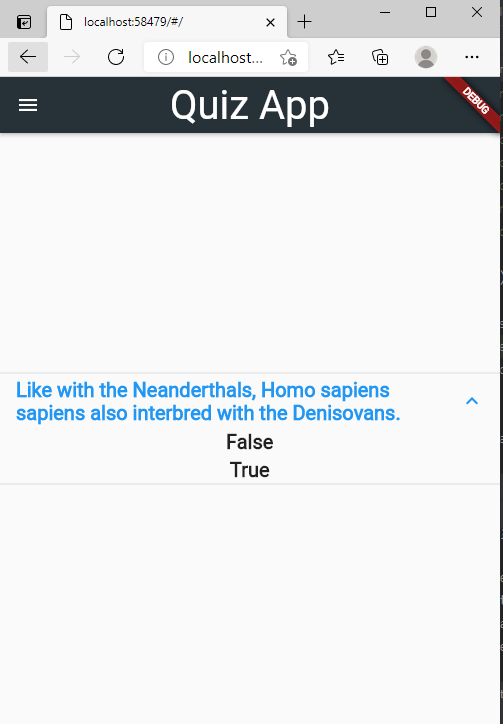 localhost:58479/#/
localhost...
Quiz App
DEBUG
Like with the Neanderthals, Homo sapiens
sapiens also interbred with the Denisovans.
False
True